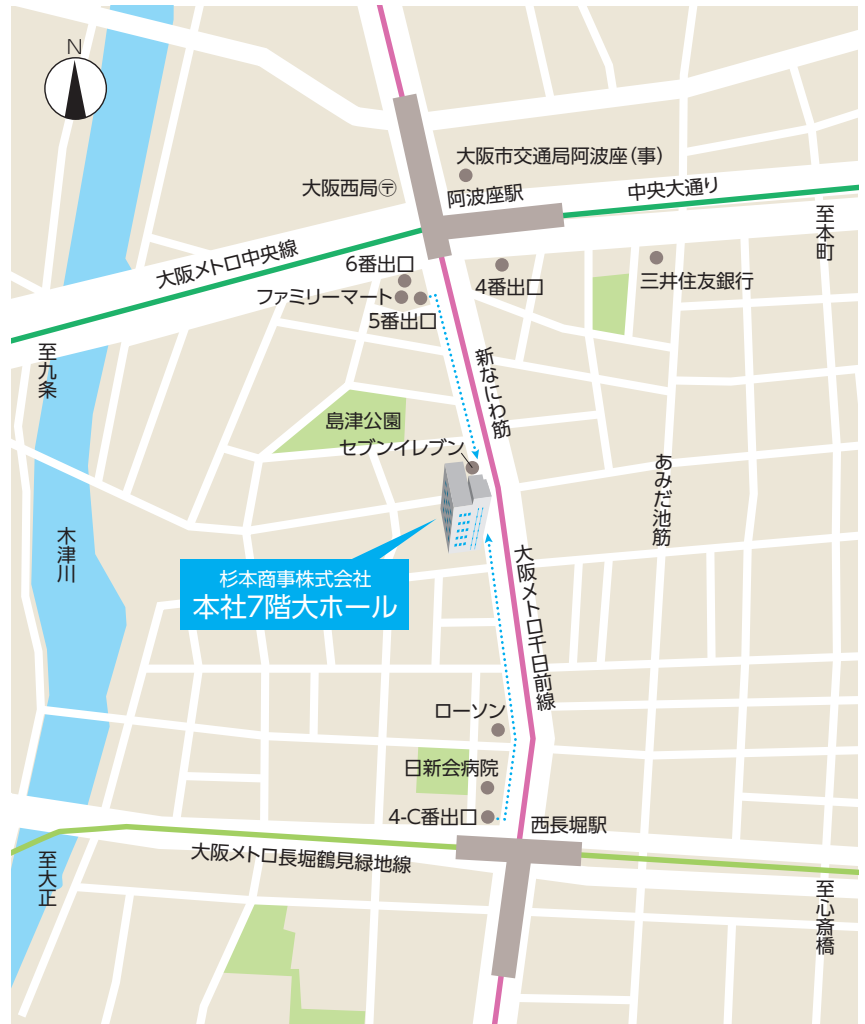 N
大阪市交通局阿波座(事)
大阪西局〶
阿波座駅
中央大通り
至本町
大阪メトロ中央線
6番出口
4番出口
三井住友銀行
ファミリーマート
5番出口
至九条
新なにわ筋
島津公園
セブンイレブン
あみだ池筋
木津川
杉本商事株式会社
本社7階大ホール
大阪メトロ千日前線
ローソン
日新会病院
4-C番出口
西長堀駅
大阪メトロ長堀鶴見緑地線
至大正
至心斎橋